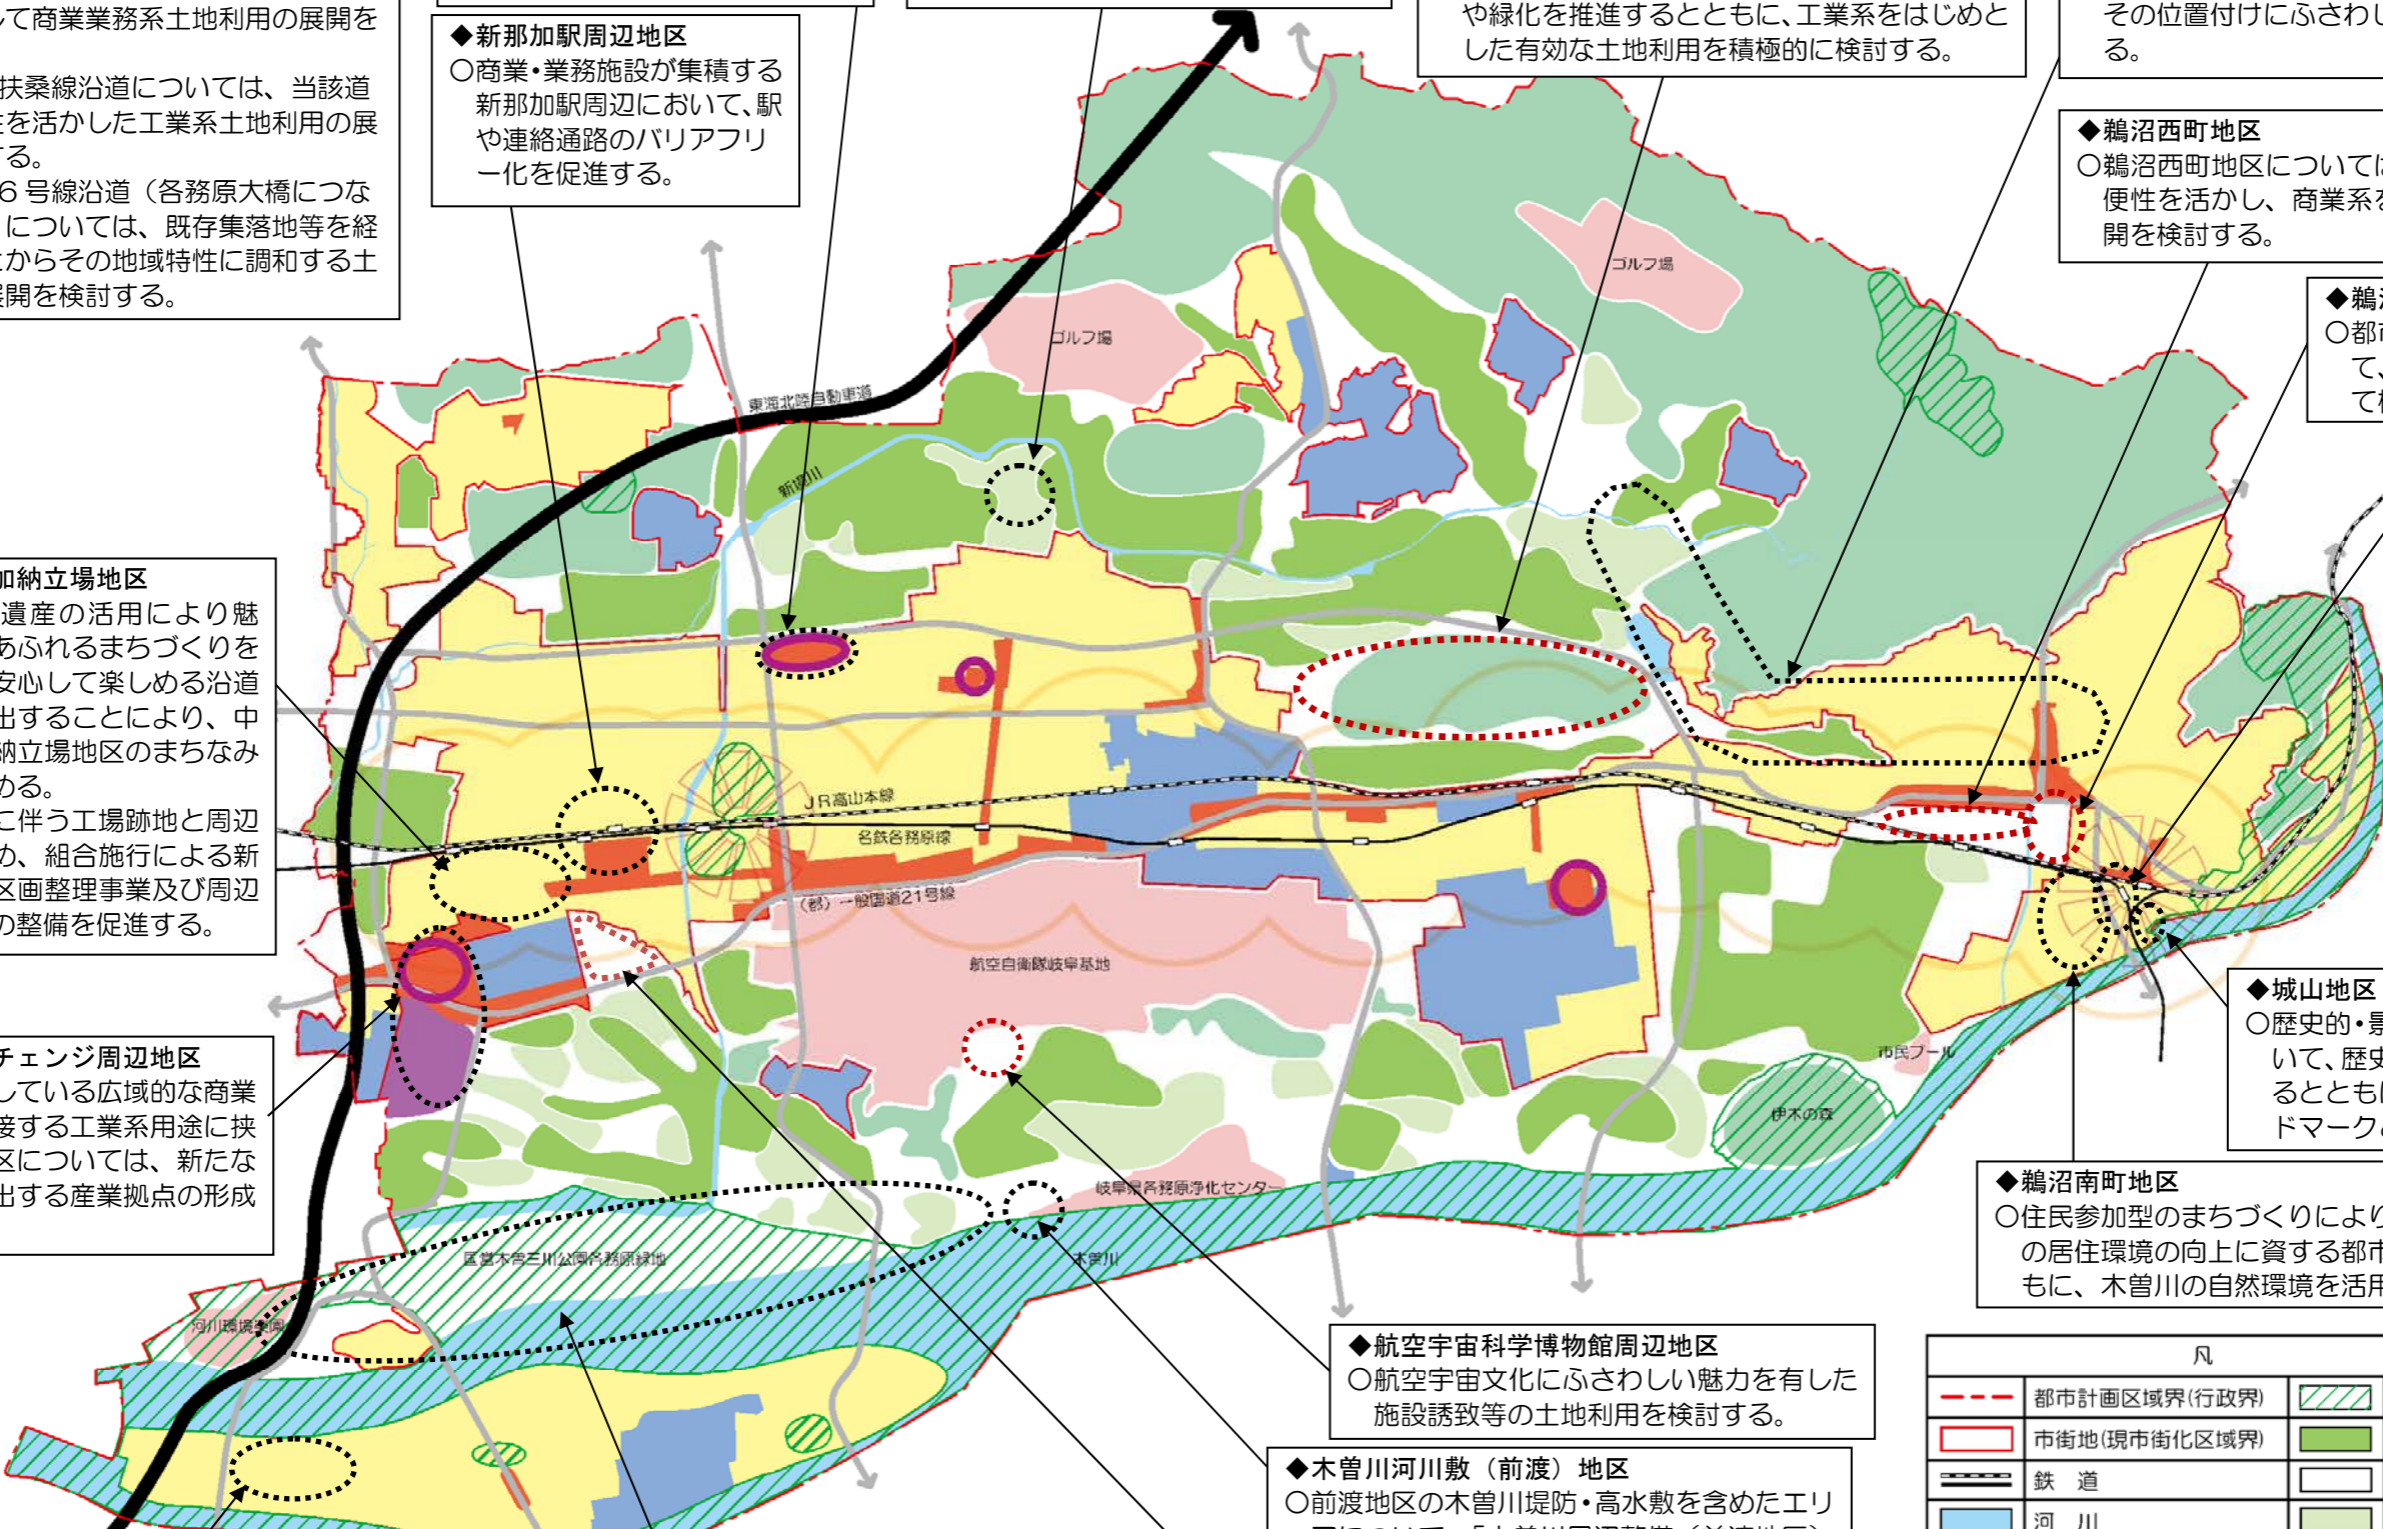 して商業業務系土地利用の展開を
扶桑線沿道については、当該道
性を活かした工業系土地利用の展
する。
6号線沿道（各務原大橋につな
）については、既存集落地等を経
とからその地域特性に調和する土
展開を検討する。
◆新那加駅周辺地区
○商業・業務施設が集積する
新那加駅周辺において、駅
や連絡通路のバリアフリ
ー化を促進する。
や緑化を推進するとともに、工業系をはじめと
した有効な土地利用を積極的に検討する。
その位置付けにふさわし
る。
◆鵜沼西町地区
○鵜沼西町地区については
便性を活かし、商業系を
開を検討する。
◆鵜沼
○都市
て、
て検
ゴルフ場
ゴルフ場
東海北陸自動車道
新境川
加納立場地区
遺産の活用により魅
あふれるまちづくりを
安心して楽しめる沿道
出することにより、中
納立場地区のまちなみ
める。
に伴う工場跡地と周辺
め、組合施行による新
区画整理事業及び周辺
の整備を促進する。
JR高山本線
名鉄各務原線
（都）一般国道21号線
航空自衛隊岐阜基地
チェンジ周辺地区
している広域的な商業
接する工業系用途に挟
区については、新たな
出する産業拠点の形成
市民プール
伊木の森
◆城山地区
○歴史的・景
いて、歴史
るとともに
ドマークと
岐阜県各務原浄化センター
国営木曽三川公園各務原緑地
木曽川
河川環境楽園
◆鵜沼南町地区
○住民参加型のまちづくりにより
の居住環境の向上に資する都市
もに、木曽川の自然環境を活用
◆航空宇宙科学博物館周辺地区
○航空宇宙文化にふさわしい魅力を有した
施設誘致等の土地利用を検討する。
◆木曽川河川敷（前渡）地区
○前渡地区の木曽川堤防・高水敷を含めたエリ
凡
都市計画区域界(行政界)
市街地(現市街化区域界)
鉄　道
河　川